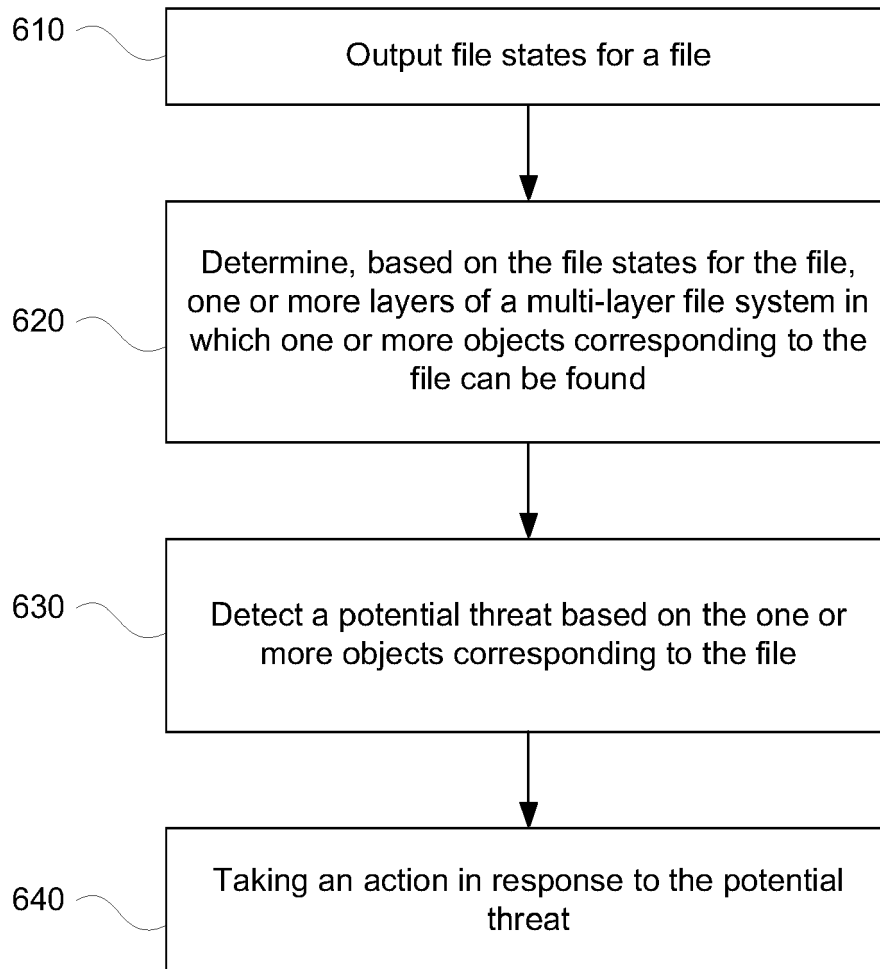 610
Output file states for a file
Determine, based on the file states for the file,
one or more layers of a multi-layer file system in
620
which one or more objects corresponding to the
file can be found
630
Detect a potential threat based on the one or
more objects corresponding to the file
Taking an action in response to the potential
640
threat